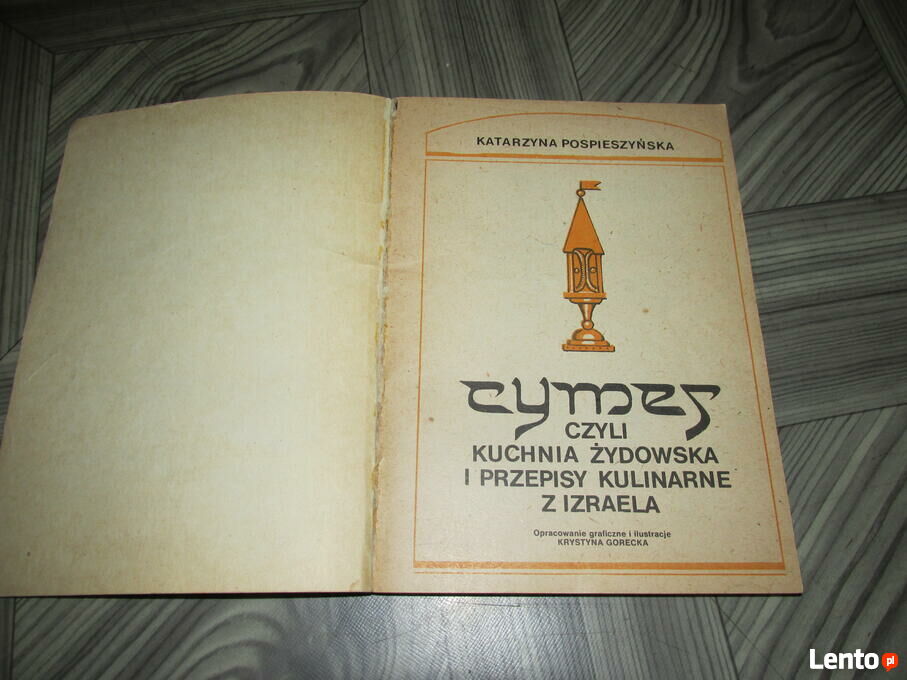 KATARZYNA POSPIESZYŃSKA
cymes
CZYLI
KUCHNIA ŻYDOWSKA
I PRZEPISY KULINARNE
Z IZRAELA
Opracowanie graficzne i ilustracje
KRYSTYNA GORECKA
Lento pl